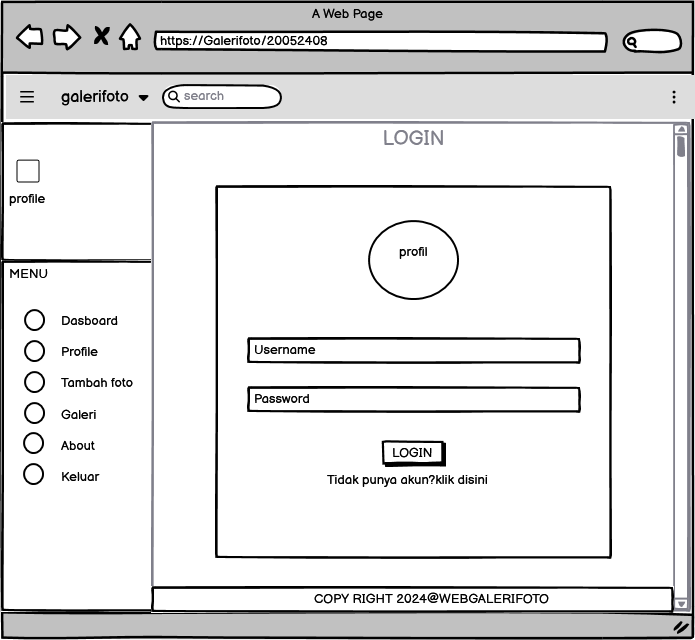 A Web Page
https://Galerifoto/20052408
galerifoto
search
LOGIN
profile
MENU
Dasboard
Profile
Tambah foto
Galeri
About
Keluar
profil
Username
Password
LOGIN
Tidak punya akun?klik disini
COPY RIGHT 2024@WEBGALERIFOTO